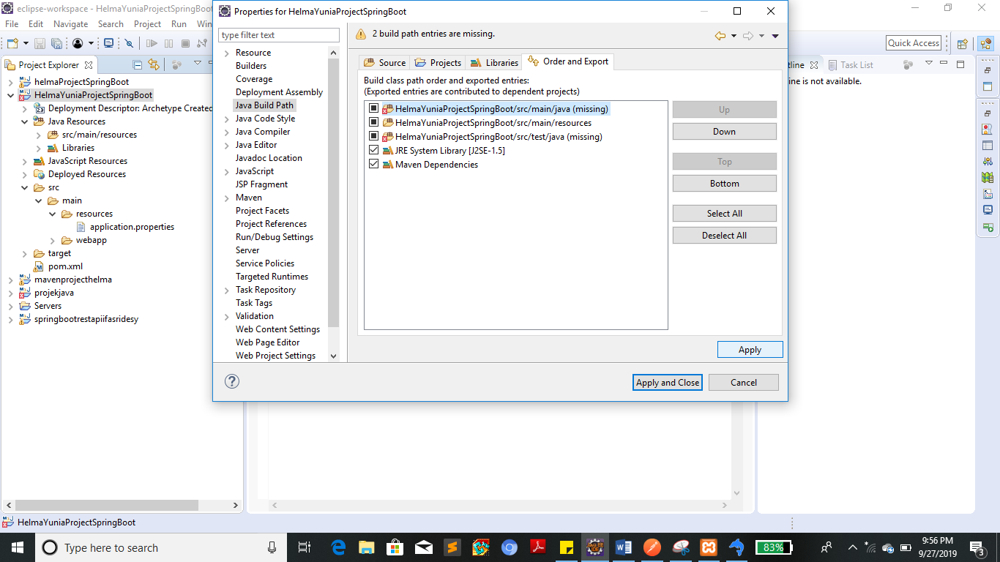 eclipse-workspace - HelmaYuniaProjectSpringBoot
File Edit Navigate Search Project Run Win
Quick Access
Project Explorer
helmaProjectSpringBoot
HelmaYuniaProjectSpringBoot
Deployment Descriptor: Archetype Created
Java Resources
src/main/resources
Libraries
JavaScript Resources
Deployed Resources
src
main
resources
application.properties
webapp
target
pom.xml
mavenprojecthelma
projekjava
Servers
springbootrestapiifasridesy
Properties for HelmaYuniaProjectSpringBoot
type filter text
Resource
Builders
Coverage
Deployment Assembly
Java Build Path
Java Code Style
Java Compiler
Java Editor
Javadoc Location
JavaScript
JSP Fragment
Maven
Project Facets
Project References
Run/Debug Settings
Server
Service Policies
Targeted Runtimes
Task Repository
Task Tags
Validation
Web Content Settings
Web Page Editor
Web Project Settings
2 build path entries are missing.
Source Projects Libraries Order and Export
Build class path order and exported entries:
(Exported entries are contributed to dependent projects)
HelmaYuniaProjectSpringBoot/src/main/java (missing)
HelmaYuniaProjectSpringBoot/src/main/resources
HelmaYuniaProjectSpringBoot/src/test/java (missing)
JRE System Library [J2SE-1.5]
Maven Dependencies
Up
Down
Top
Bottom
Select All
Deselect All
Apply
Apply and Close Cancel
tline Task List
ine is not available.
HelmaYuniaProjectSpringBoot
Type here to search
83%
9:56 PM
9/27/2019
3